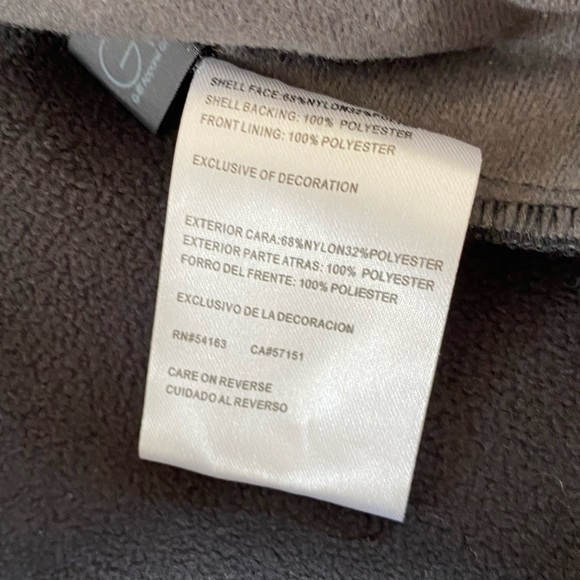 G
SHELL FACE:68%NYLON32%
SHELL BACKING: 100% POLYESTER
FRONT LINING: 100% POLYESTER
EXCLUSIVE OF DECORATION
EXTERIOR CARA:68%NYLON32%POLYESTER
EXTERIOR PARTE ATRAS: 100% POLYESTER
FORRO DEL FRENTE: 100% POLIESTER
EXCLUSIVO DE LA DECORACION
RN#54163 CA#57151
CARE ON REVERSE
CUIDADO AL REVERSO